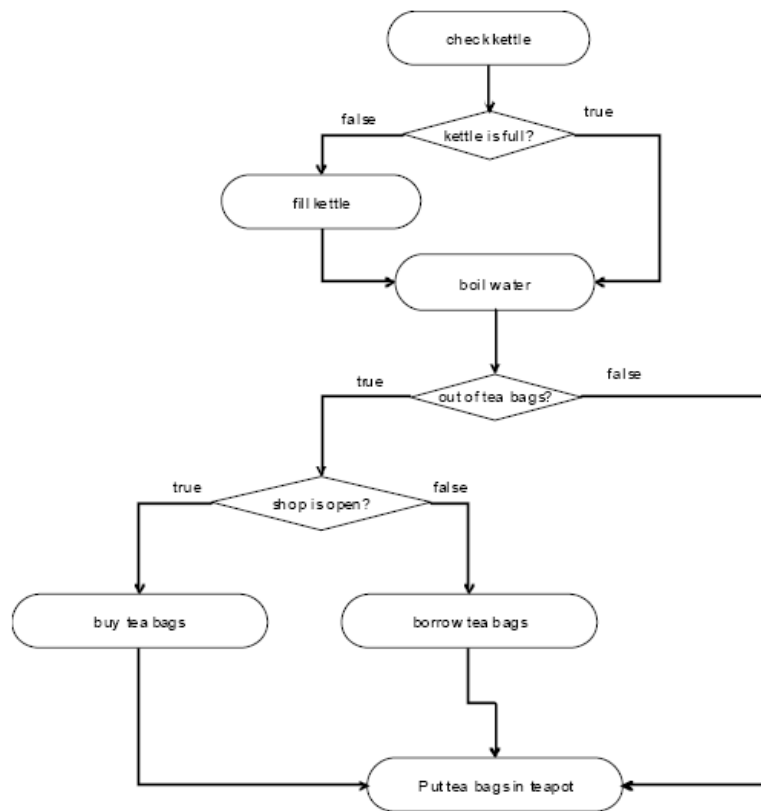 check kettle
false
true
kettle is full?
fill kettle
boil water
true
false
out of tea bags?
true
false
shop is open?
buy tea bags
borrow tea bags
Put tea bags in teapot